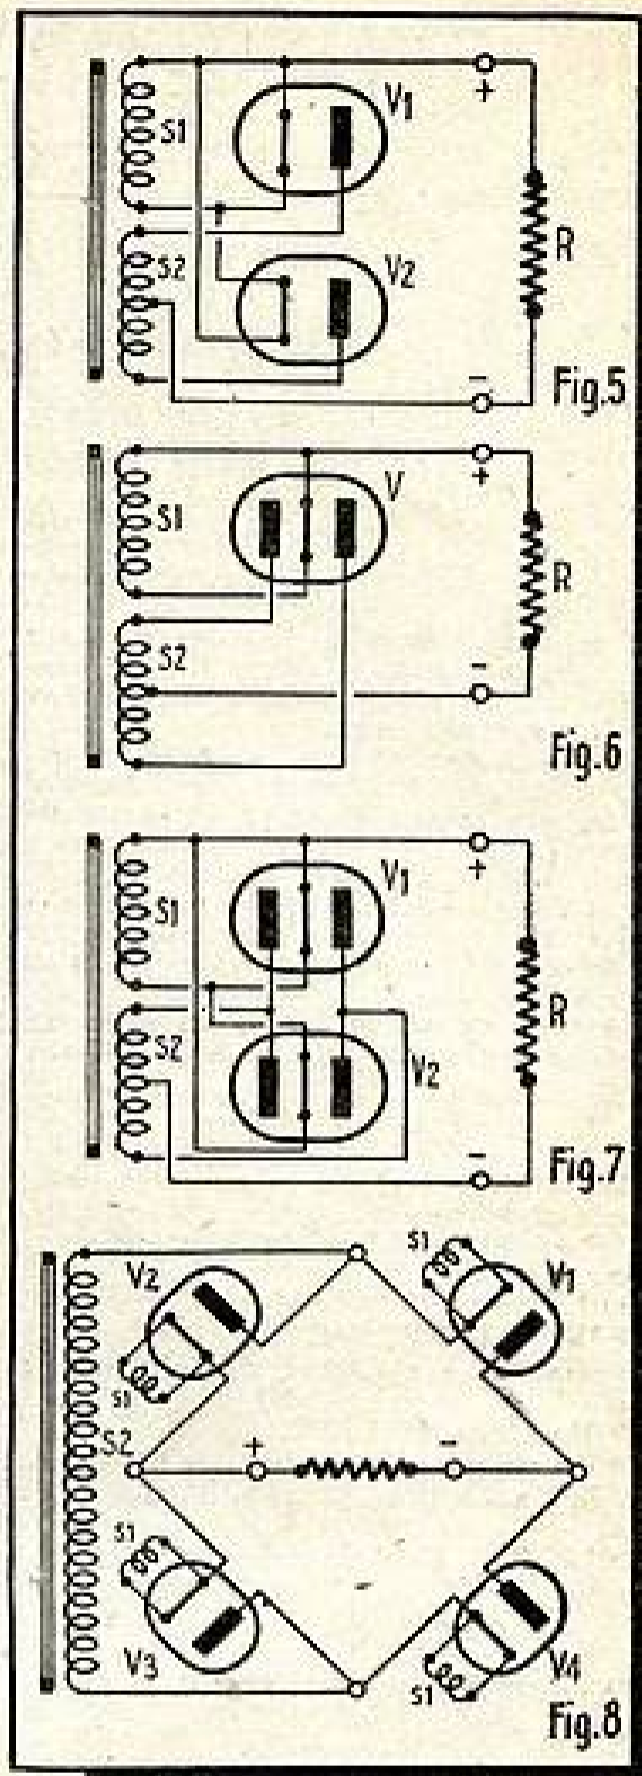 S1
V1
+
S2
V2
R
-
Fig.5
S1
V
+
S2
R
-
Fig.6
S1
V1
+
S2
V2
R
-
Fig.7
V2
S1
S1
V1
S2
+
-
S1
V3
S1
V4
Fig.8